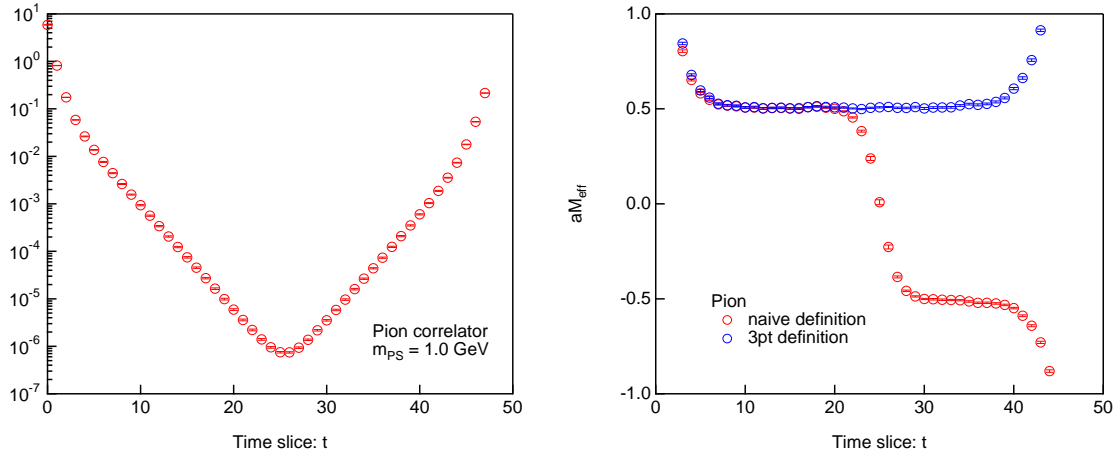 10^1
10^0
10^-1
10^-2
10^-3
10^-4
10^-5
10^-6
10^-7
Pion correlator
m_PS = 1.0 GeV
0 10 20 30 40 50
Time slice: t
1.0
0.5
0.0
-0.5
-1.0
aM_eff
Pion
naive definition
3pt definition
0 10 20 30 40 50
Time slice: t